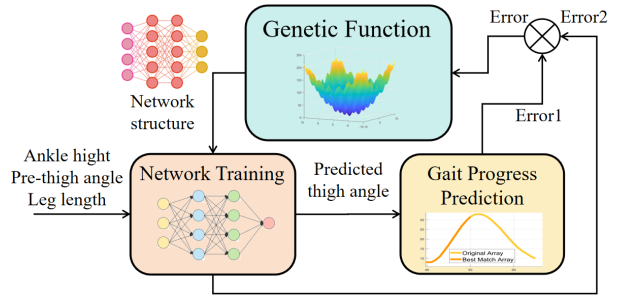 Genetic Function
Error
Error2
Network
structure
Error1
Ankle hight
Pre-thigh angle
Leg length
Network Training
Predicted
thigh angle
Gait Progress
Prediction
Original Array
Best Match Array